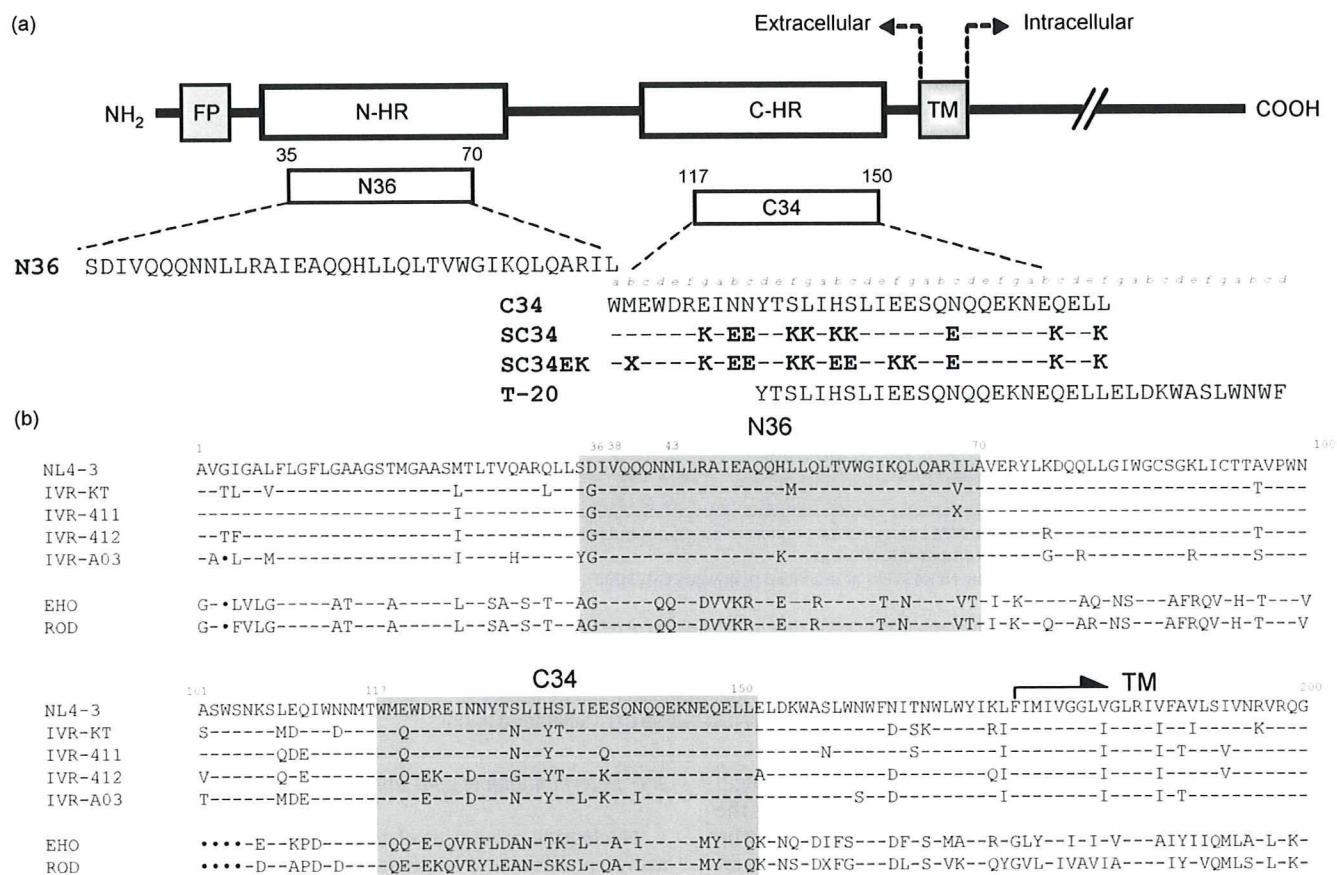 (a)
Extracellular
Intracellular
NH2 FP N-HR C-HR TM COOH
35 70
N36
117 150
C34
N36 SDIVQQQNNLLRAIEAQQHLLQLTVWGIKQLQARIL
a b c d e f g a b c d e f g a b c d e f g a b c d e f g a b c d e f g a b c d e f g a b c d
C34 WMEWDREINNYTSLIHSLIEESQNQQEKNEQELL
SC34 ------K-EE--KK-KK------E------K--K
SC34EK -X----K-EE--KK-EE--KK--E------K--K
T-20 YTSLIHSLIEESQNQQEKNEQELLELDKWASLWNWF
(b)
N36
1 36 38 43 70 100
NL4-3 AVGIGALFLGFLGAAGSTMGAASMTLTVQARQLLSDIVQQQNNLLRAIEAQQHLLQLTVWGIKQLQARILAVERYLKDQQLLGIWGCSGKLICTTAVPWN
IVR-KT --TL--V----------------L-------L---G-----------------M--------------V--------------------------T----
IVR-411 -----------------------I-----------G--------------------------------X-------------------------------
IVR-412 --TF-------------------I-----------G----------------------------------------R------------------T----
IVR-A03 -A•L--M----------------I----H-----YG----------------K-----------------------G--R---------R-----S----
EHO G-•LVLG----AT---A-----L--SA-S--T--AG-----QQ--DVVKR--E--R-----T-N----VT-I-K-----AQ-NS---AFRQV-H-T---V
ROD G-•FVLG----AT---A-----L--SA-S--T--AG-----QQ--DVVKR--E--R-----T-N----VT-I-K--Q--AR-NS---AFRQV-H-T---V
C34
TM
101 117 150 200
NL4-3 ASWSNKSLEQIWNNMTWMEWDREINNYTSLIHSLIEESQNQQEKNEQELLELDKWASLWNWFNITNWLWYIKLFIMIVGGLVGLRIVFAVLSIVNRVRQG
IVR-KT S------MD---D-----Q---------N--YT-----------------------------D-SK-----RI--------I----I--I-----K----
IVR-411 -------QDE--------Q---------N--Y----Q-------------------N-------S-------I--------I----I-T---V-------
IVR-412 V------Q-E--------Q-EK--D---G--YT---K-------------A-----------D--------QI--------I----I-T---V-------
IVR-A03 T------MDE----------E---D---N--Y--L-K--I-------------------S--D---------I--------I----I-T-----------
EHO ••••-E--KPD-----QQ-E-QVRFLDAN-TK-L--A-I------MY--QK-NQ-DIFS---DF-S-MA--R-GLY--I-I-V---AIYIIQMLA-L-K-
ROD ••••-D--APD-D---QE-EKQVRYLEAN-SKSL-QA-I------MY--QK-NS-DXFG---DL-S-VK--QYGVL-IVAVIA---IY-VQMLS-L-K-